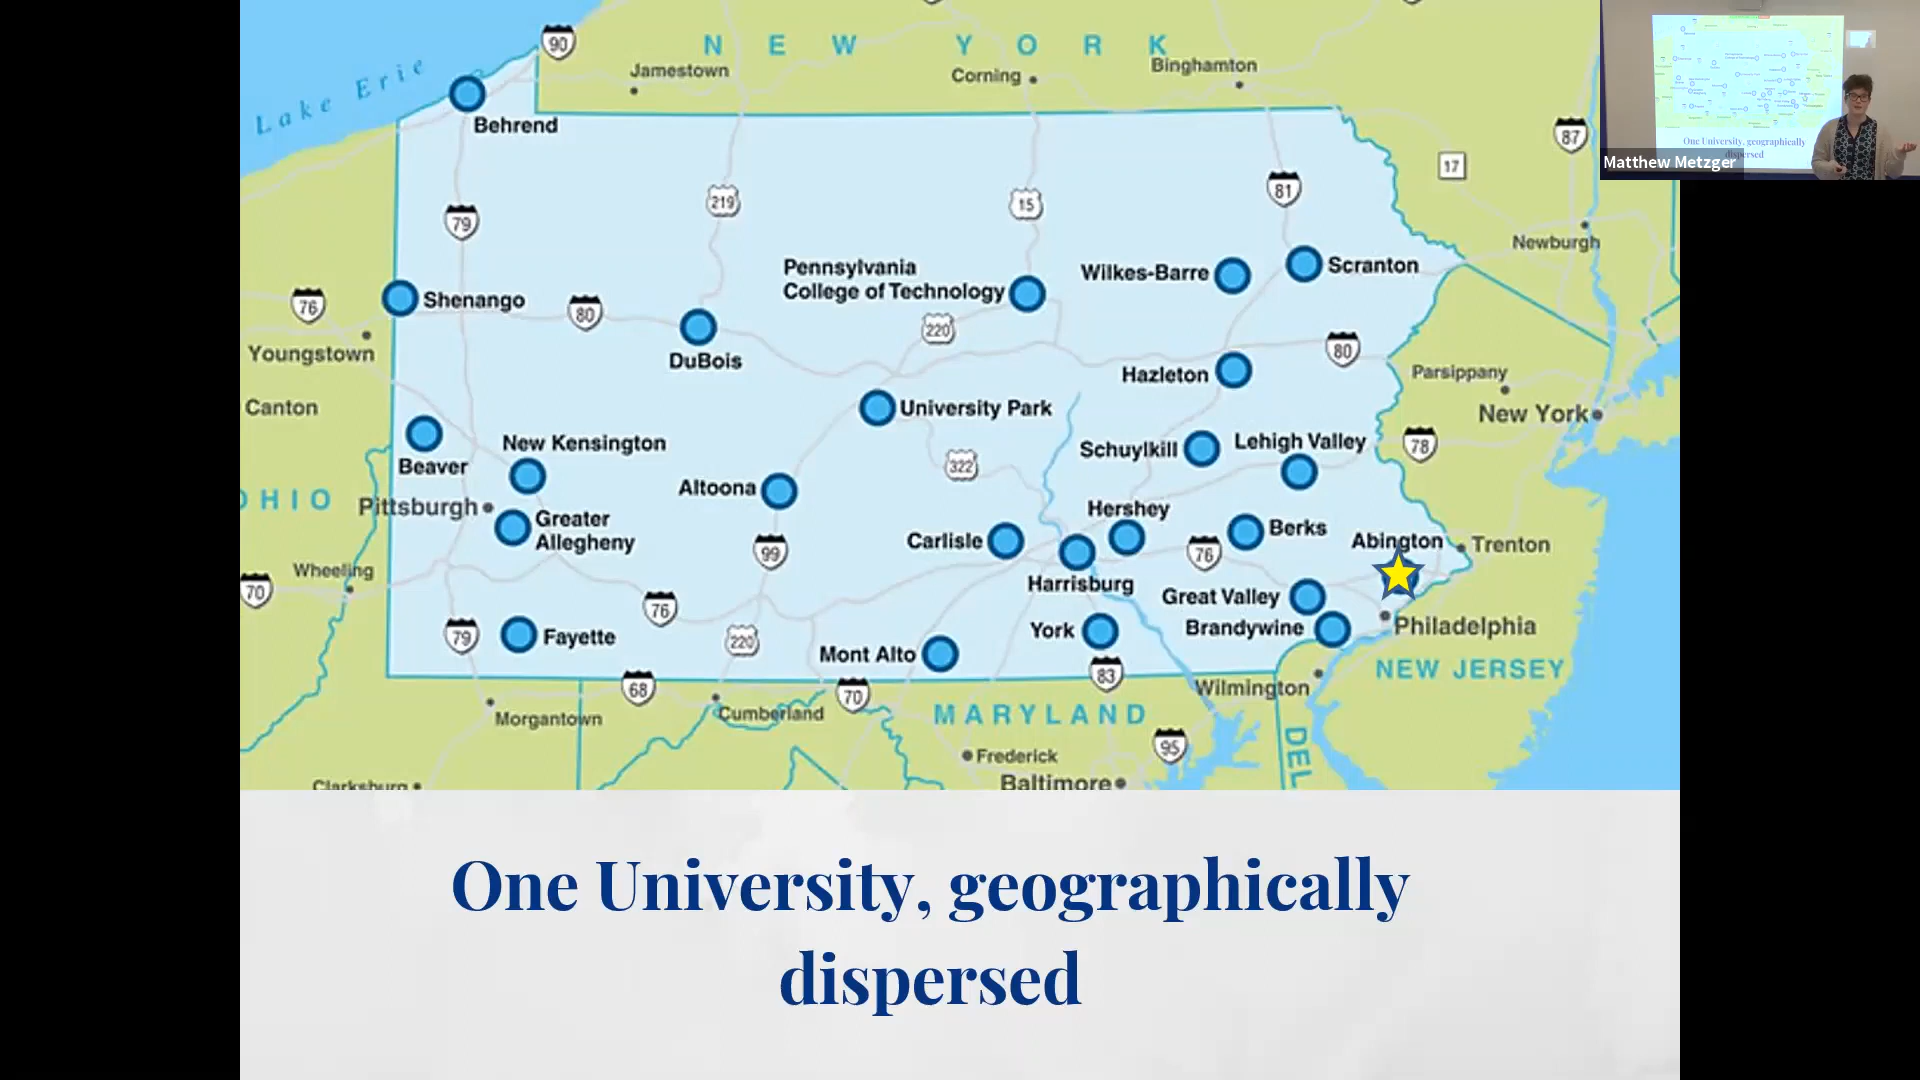 90
NEW YORK
Jamestown
Corning
Binghamton
Lake Erie
Behrend
87
17
Matthew Metzger
One University, geographically
dispersed
79
219
15
81
Newburgh
Pennsylvania
College of Technology
Wilkes-Barre
Scranton
76
Shenango
80
220
DuBois
80
Youngstown
Hazleton
Parsippany
Canton
University Park
New York
Beaver
New Kensington
322
Schuylkill
Lehigh Valley
78
OHIO
Pittsburgh
Altoona
Hershey
Greater
Allegheny
99
Carlisle
76
Berks
Abington
Trenton
Wheeling
70
Harrisburg
Great Valley
76
79
Fayette
220
York
Brandywine
Philadelphia
Mont Alto
NEW JERSEY
68
70
83
Wilmington
Morgantown
Cumberland
MARYLAND
95
DEL
Frederick
Clarksburg
Baltimore
One University, geographically
dispersed